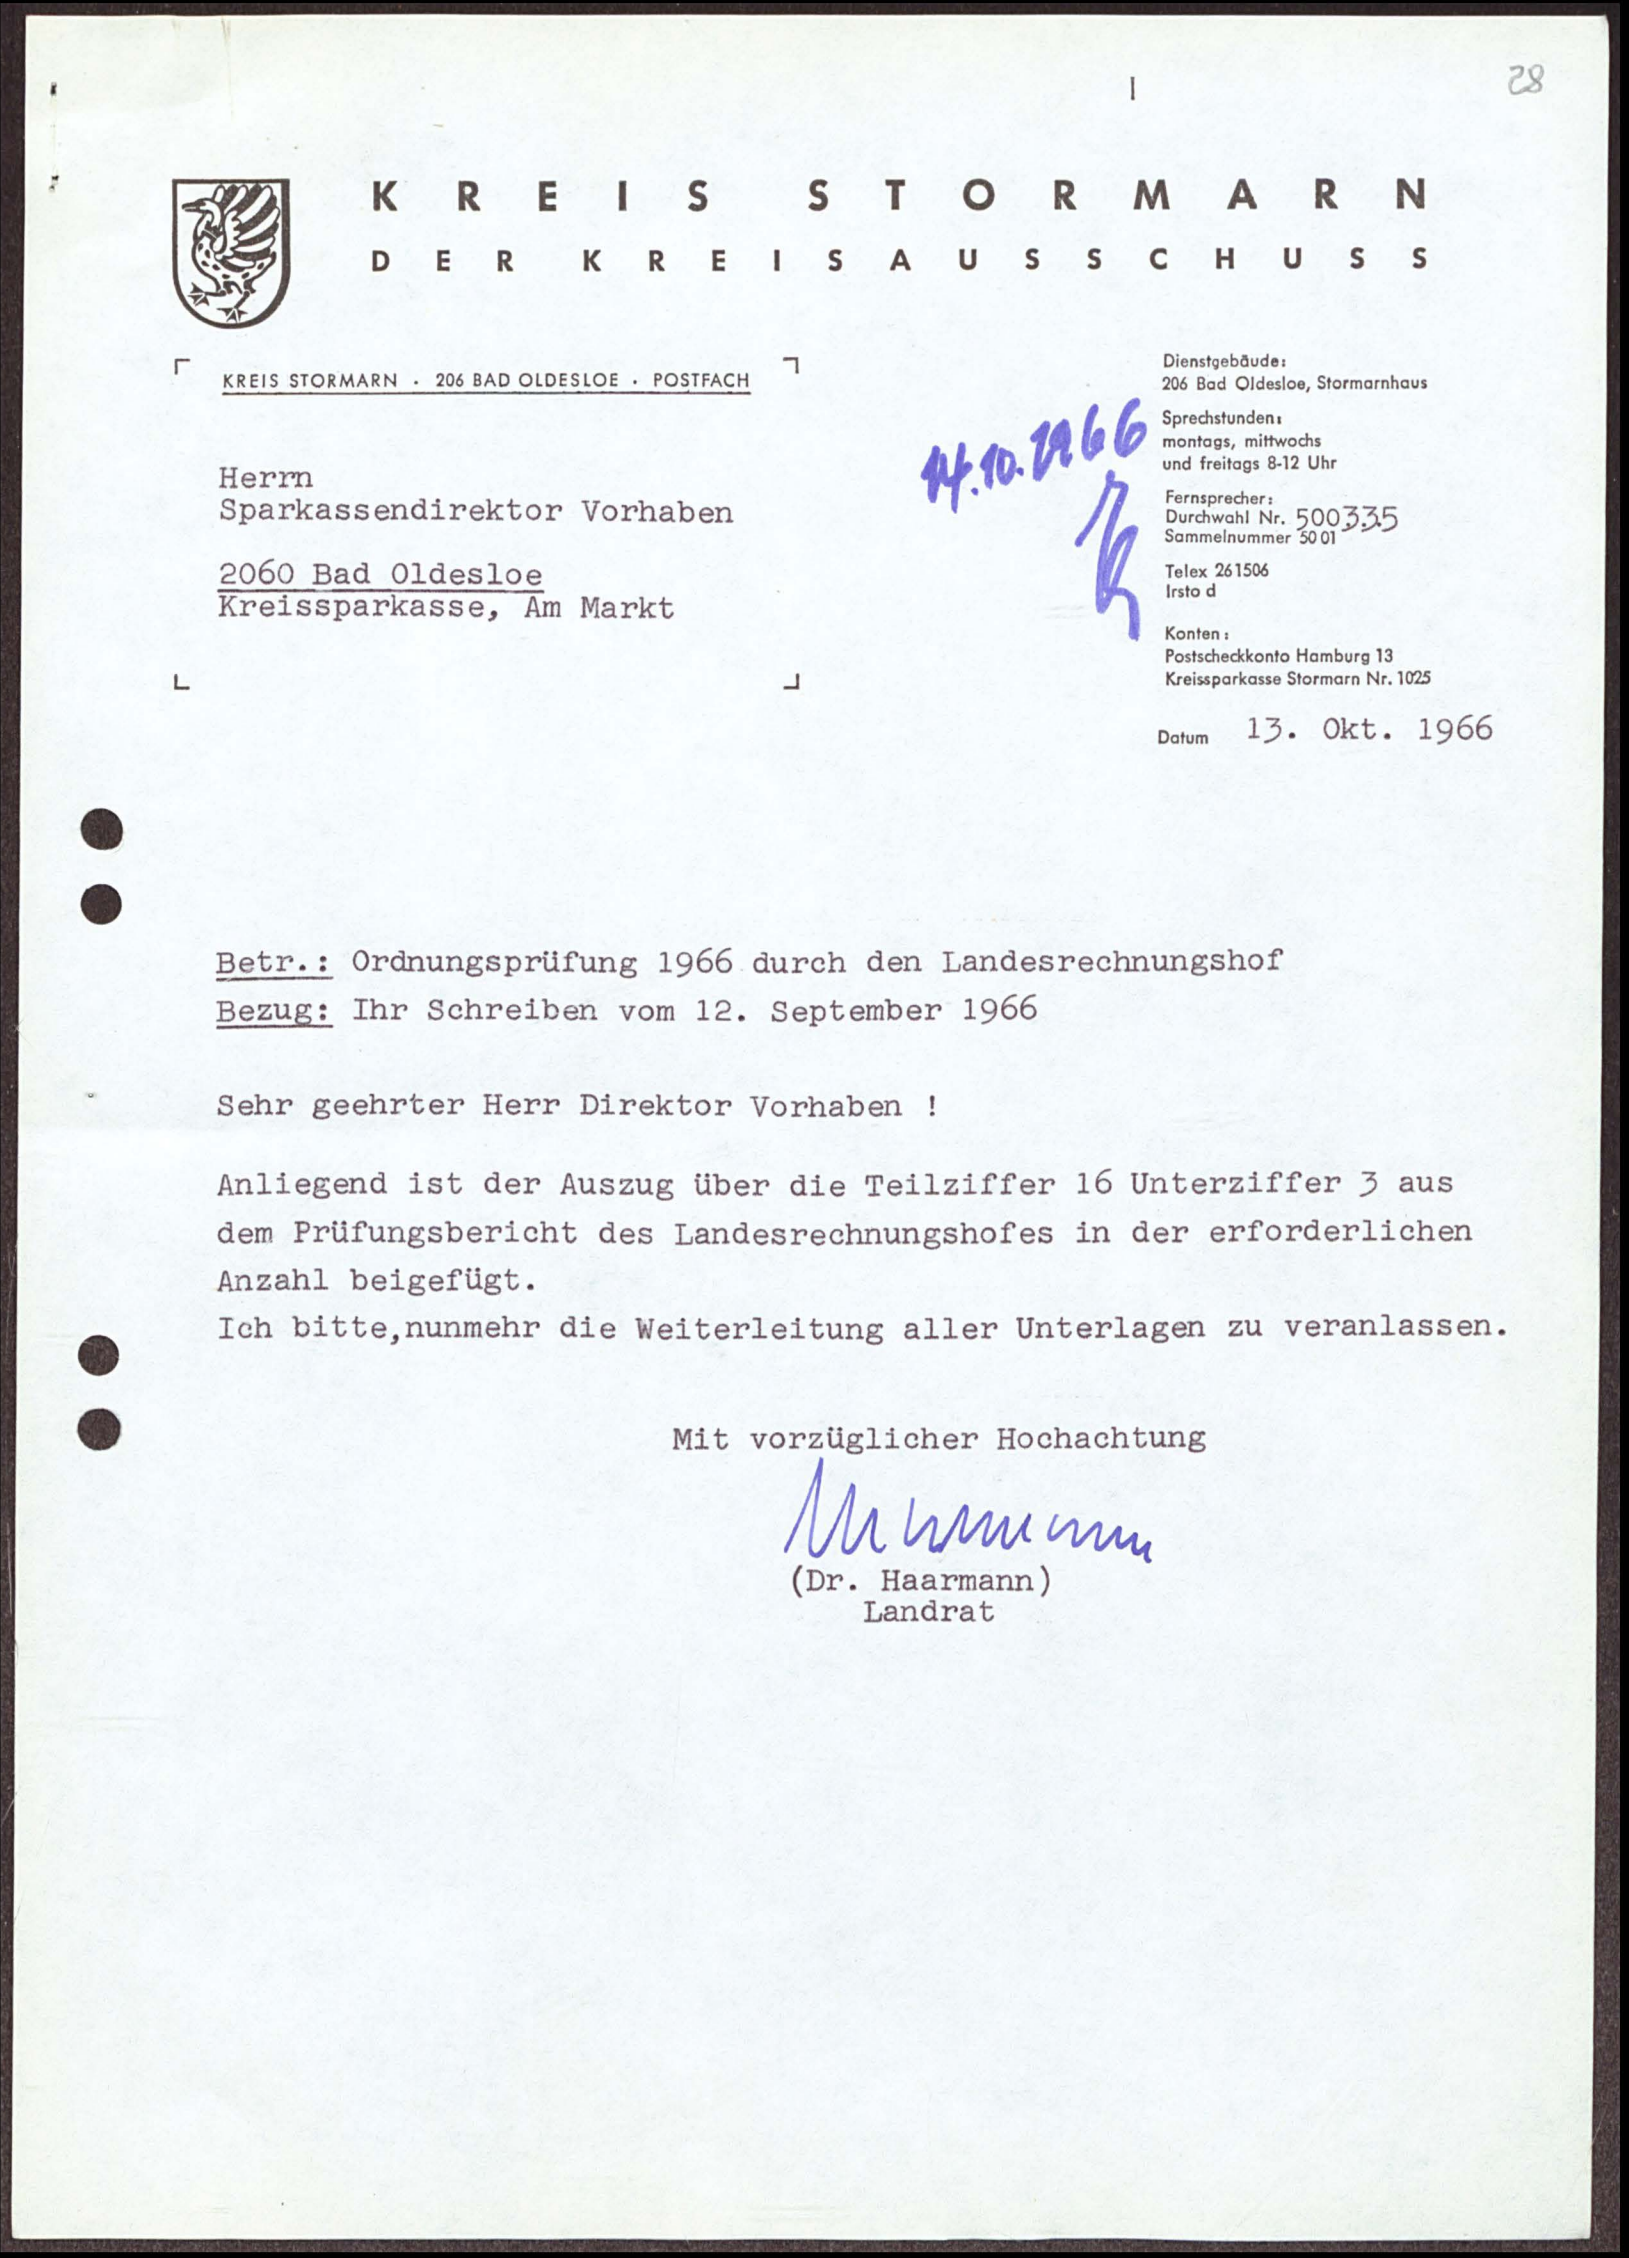 28
KREIS STORMARN
DER KREISAUSSCHUSS
KREIS STORMARN · 206 BAD OLDESLOE · POSTFACH
Herrn
Sparkassendirektor Vorhaben
2060 Bad Oldesloe
Kreissparkasse, Am Markt
14.10.1966
Dienstgebäude:
206 Bad Oldesloe, Stormarnhaus
Sprechstunden:
montags, mittwochs
und freitags 8-12 Uhr
Fernsprecher:
Durchwahl Nr. 500335
Sammelnummer 5001
Telex 261506
lrsto d
Konten:
Postscheckkonto Hamburg 13
Kreissparkasse Stormarn Nr. 1025
Datum 13. Okt. 1966
Betr.: Ordnungsprüfung 1966 durch den Landesrechnungshof
Bezug: Ihr Schreiben vom 12. September 1966
Sehr geehrter Herr Direktor Vorhaben !
Anliegend ist der Auszug über die Teilziffer 16 Unterziffer 3 aus
dem Prüfungsbericht des Landesrechnungshofes in der erforderlichen
Anzahl beigefügt.
Ich bitte,nunmehr die Weiterleitung aller Unterlagen zu veranlassen.
Mit vorzüglicher Hochachtung
(Dr. Haarmann)
Landrat